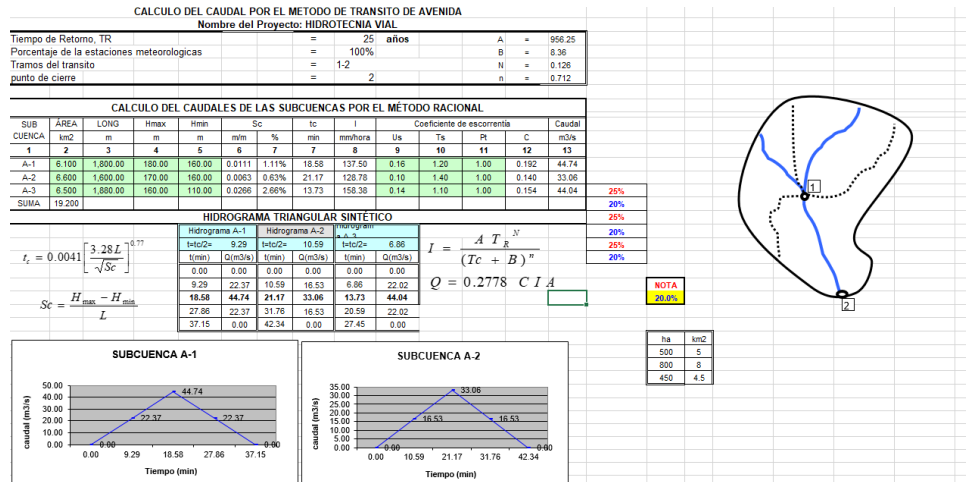 CALCULO DEL CAUDAL POR EL METODO DE TRANSITO DE AVENIDA
Nombre del Proyecto: HIDROTECNIA VIAL
Tiempo de Retorno, TR = 25 años A = 956.25
Porcentaje de la estaciones meteorologicas = 100% B = 8.36
Tramos del transito = 1-2 N = 0.126
punto de cierre = 2 n = 0.712
CALCULO DEL CAUDALES DE LAS SUBCUENCAS POR EL MÉTODO RACIONAL
SUB CUENCA ÁREA LONG Hmax Hmin Sc tc I Coeficiente de escorrentía Caudal
km2 m m m m/m % min mm/hora Us Ts Pt C m3/s
1 2 3 4 5 6 7 7 8 9 10 11 12 13
A-1 6.100 1,800.00 180.00 160.00 0.0111 1.11% 18.58 137.50 0.16 1.20 1.00 0.192 44.74
A-2 6.600 1,600.00 170.00 160.00 0.0063 0.63% 21.17 128.78 0.10 1.40 1.00 0.140 33.06
A-3 6.500 1,880.00 160.00 110.00 0.0266 2.66% 13.73 158.38 0.14 1.10 1.00 0.154 44.04
SUMA 19.200
25%
20%
25%
20%
25%
20%
HIDROGRAMA TRIANGULAR SINTÉTICO
Hidrograma A-1 Hidrograma A-2
t=tc/2= 9.29 t=tc/2= 10.59 t=tc/2= 6.86
t(min) Q(m3/s) t(min) Q(m3/s) t(min) Q(m3/s)
0.00 0.00 0.00 0.00 0.00 0.00
9.29 22.37 10.59 16.53 6.86 22.02
18.58 44.74 21.17 33.06 13.73 44.04
27.86 22.37 31.76 16.53 20.59 22.02
37.15 0.00 42.34 0.00 27.45 0.00
t_c = 0.0041 [3.28 L / √Sc]^0.77
Sc = (H_max − H_min) / L
I = A T_R^N / (Tc + B)^n
Q = 0.2778 C I A
NOTA
20.0%
1
2
ha km2
500 5
800 8
450 4.5
SUBCUENCA A-1
caudal (m3/s)
50.00
40.00
30.00
20.00
10.00
0.00
0.00 22.37 44.74 22.37 0.00
0.00 9.29 18.58 27.86 37.15
Tiempo (min)
SUBCUENCA A-2
caudal (m3/s)
35.00
30.00
25.00
20.00
15.00
10.00
5.00
0.00
0.00 16.53 33.06 16.53 0.00
0.00 10.59 21.17 31.76 42.34
Tiempo (min)